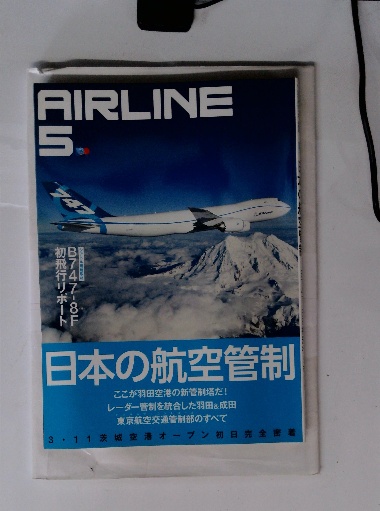 AIRLINE
5
747
B747-8F
初飛行リポート
日本の航空管制
ここが羽田空港の新管制塔だ!
レーダー管制を統合した羽田&成田
東京航空交通管制部のすべて
3・11茨城空港オープン初日完全密着